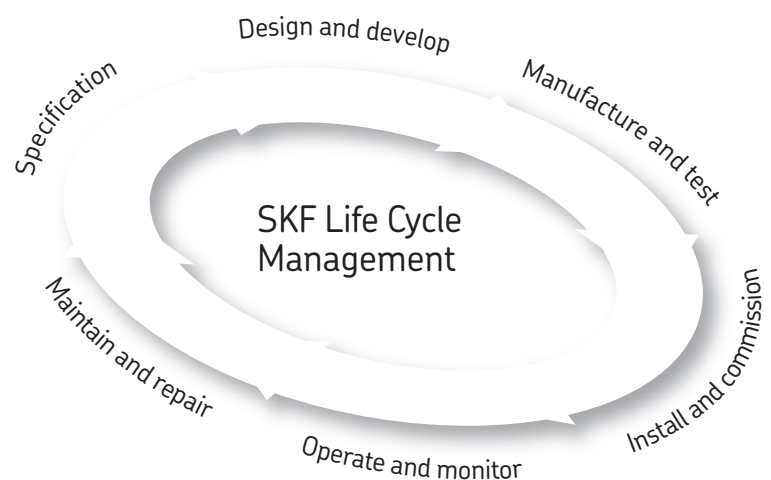 Design and develop
Manufacture and test
Specification
SKF Life Cycle
Management
Install and commission
Maintain and repair
Operate and monitor